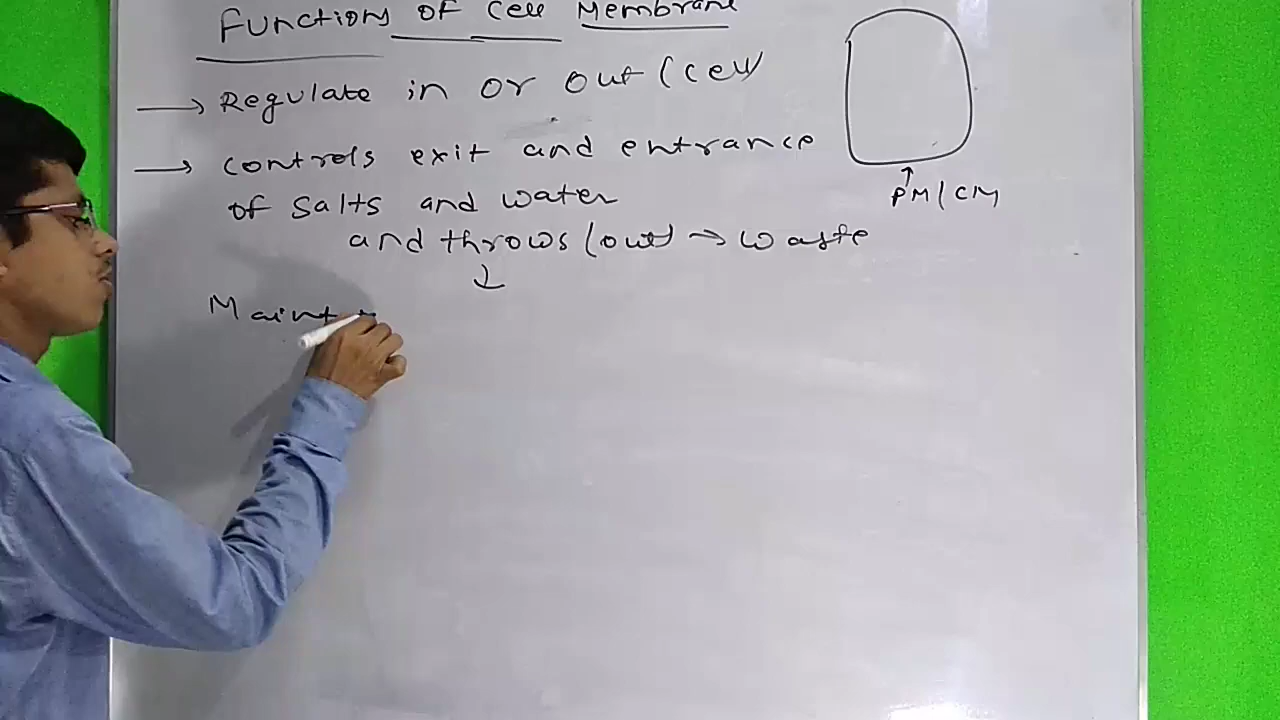 Functions of Cell Membrane
→ Regulate in or out (cell)
→ controls exit and entrance
of salts and water
and throws (out) → waste
↓
Maint
PM/CM